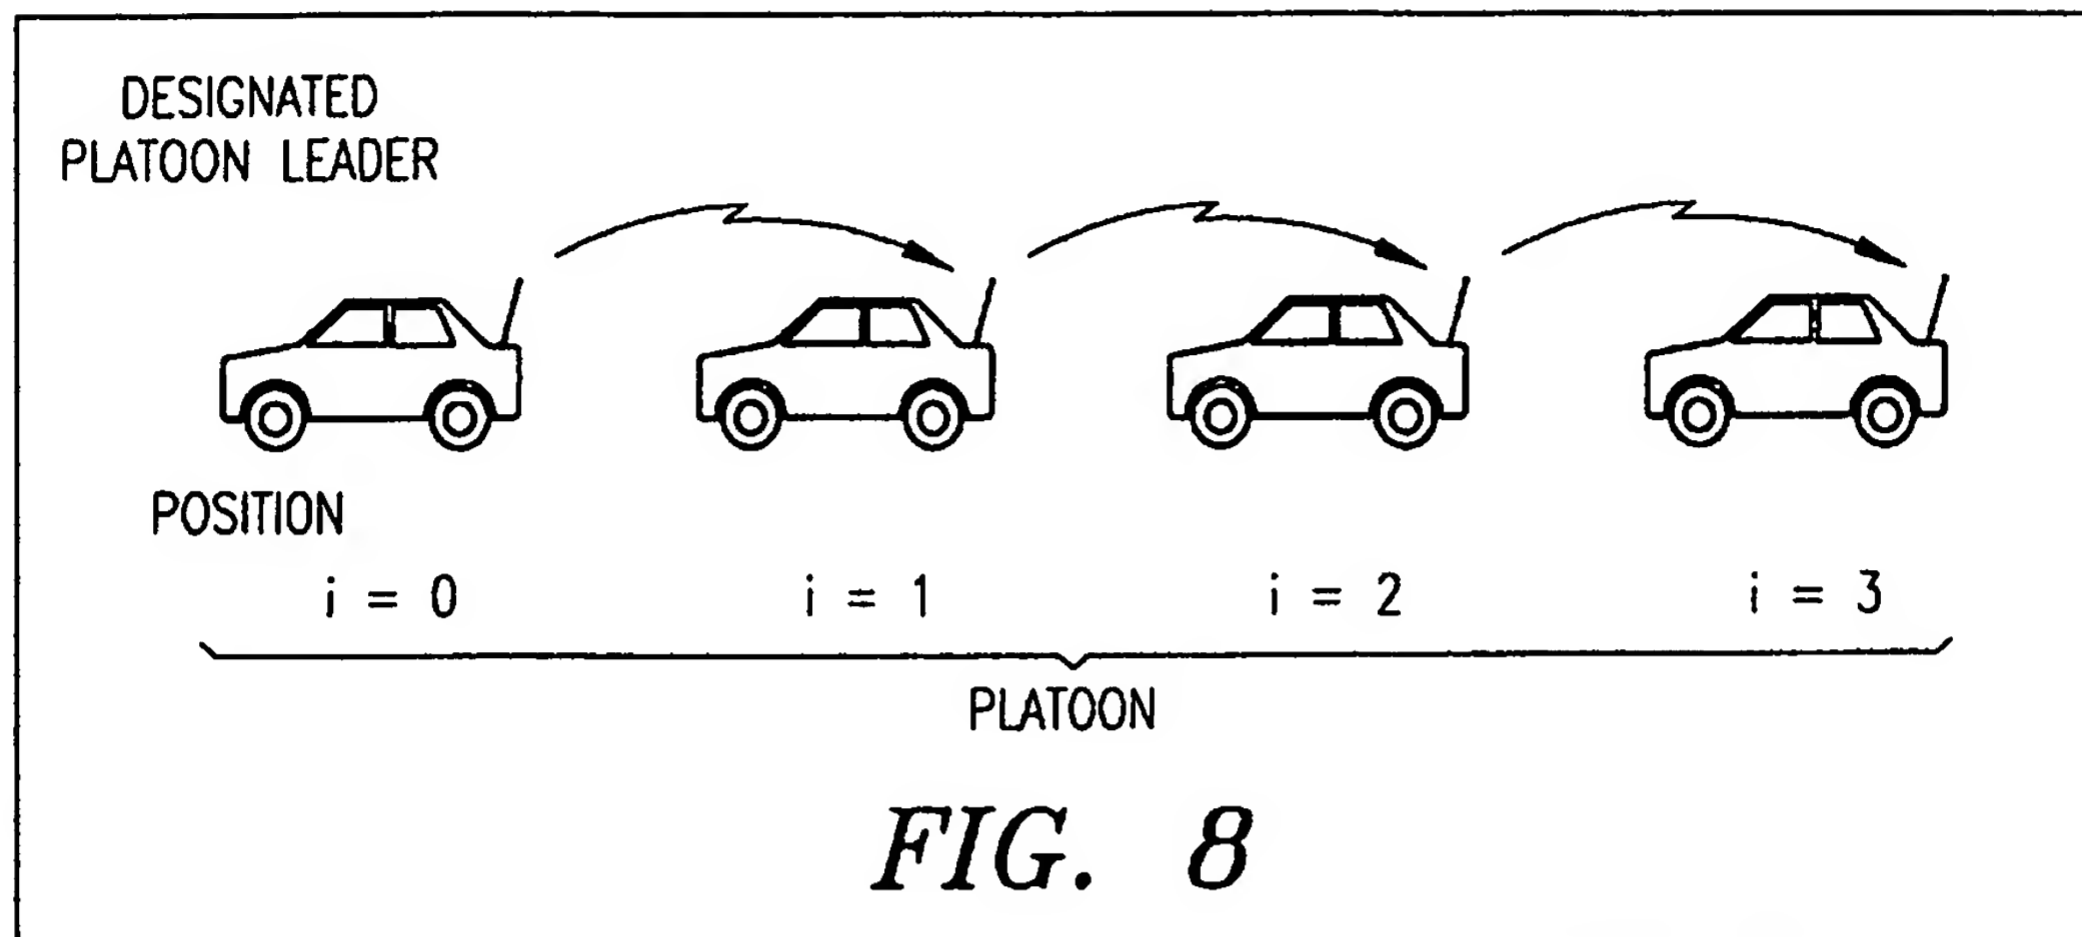 DESIGNATED
PLATOON LEADER
POSITION
i = 0 i = 1 i = 2 i = 3
PLATOON
FIG. 8